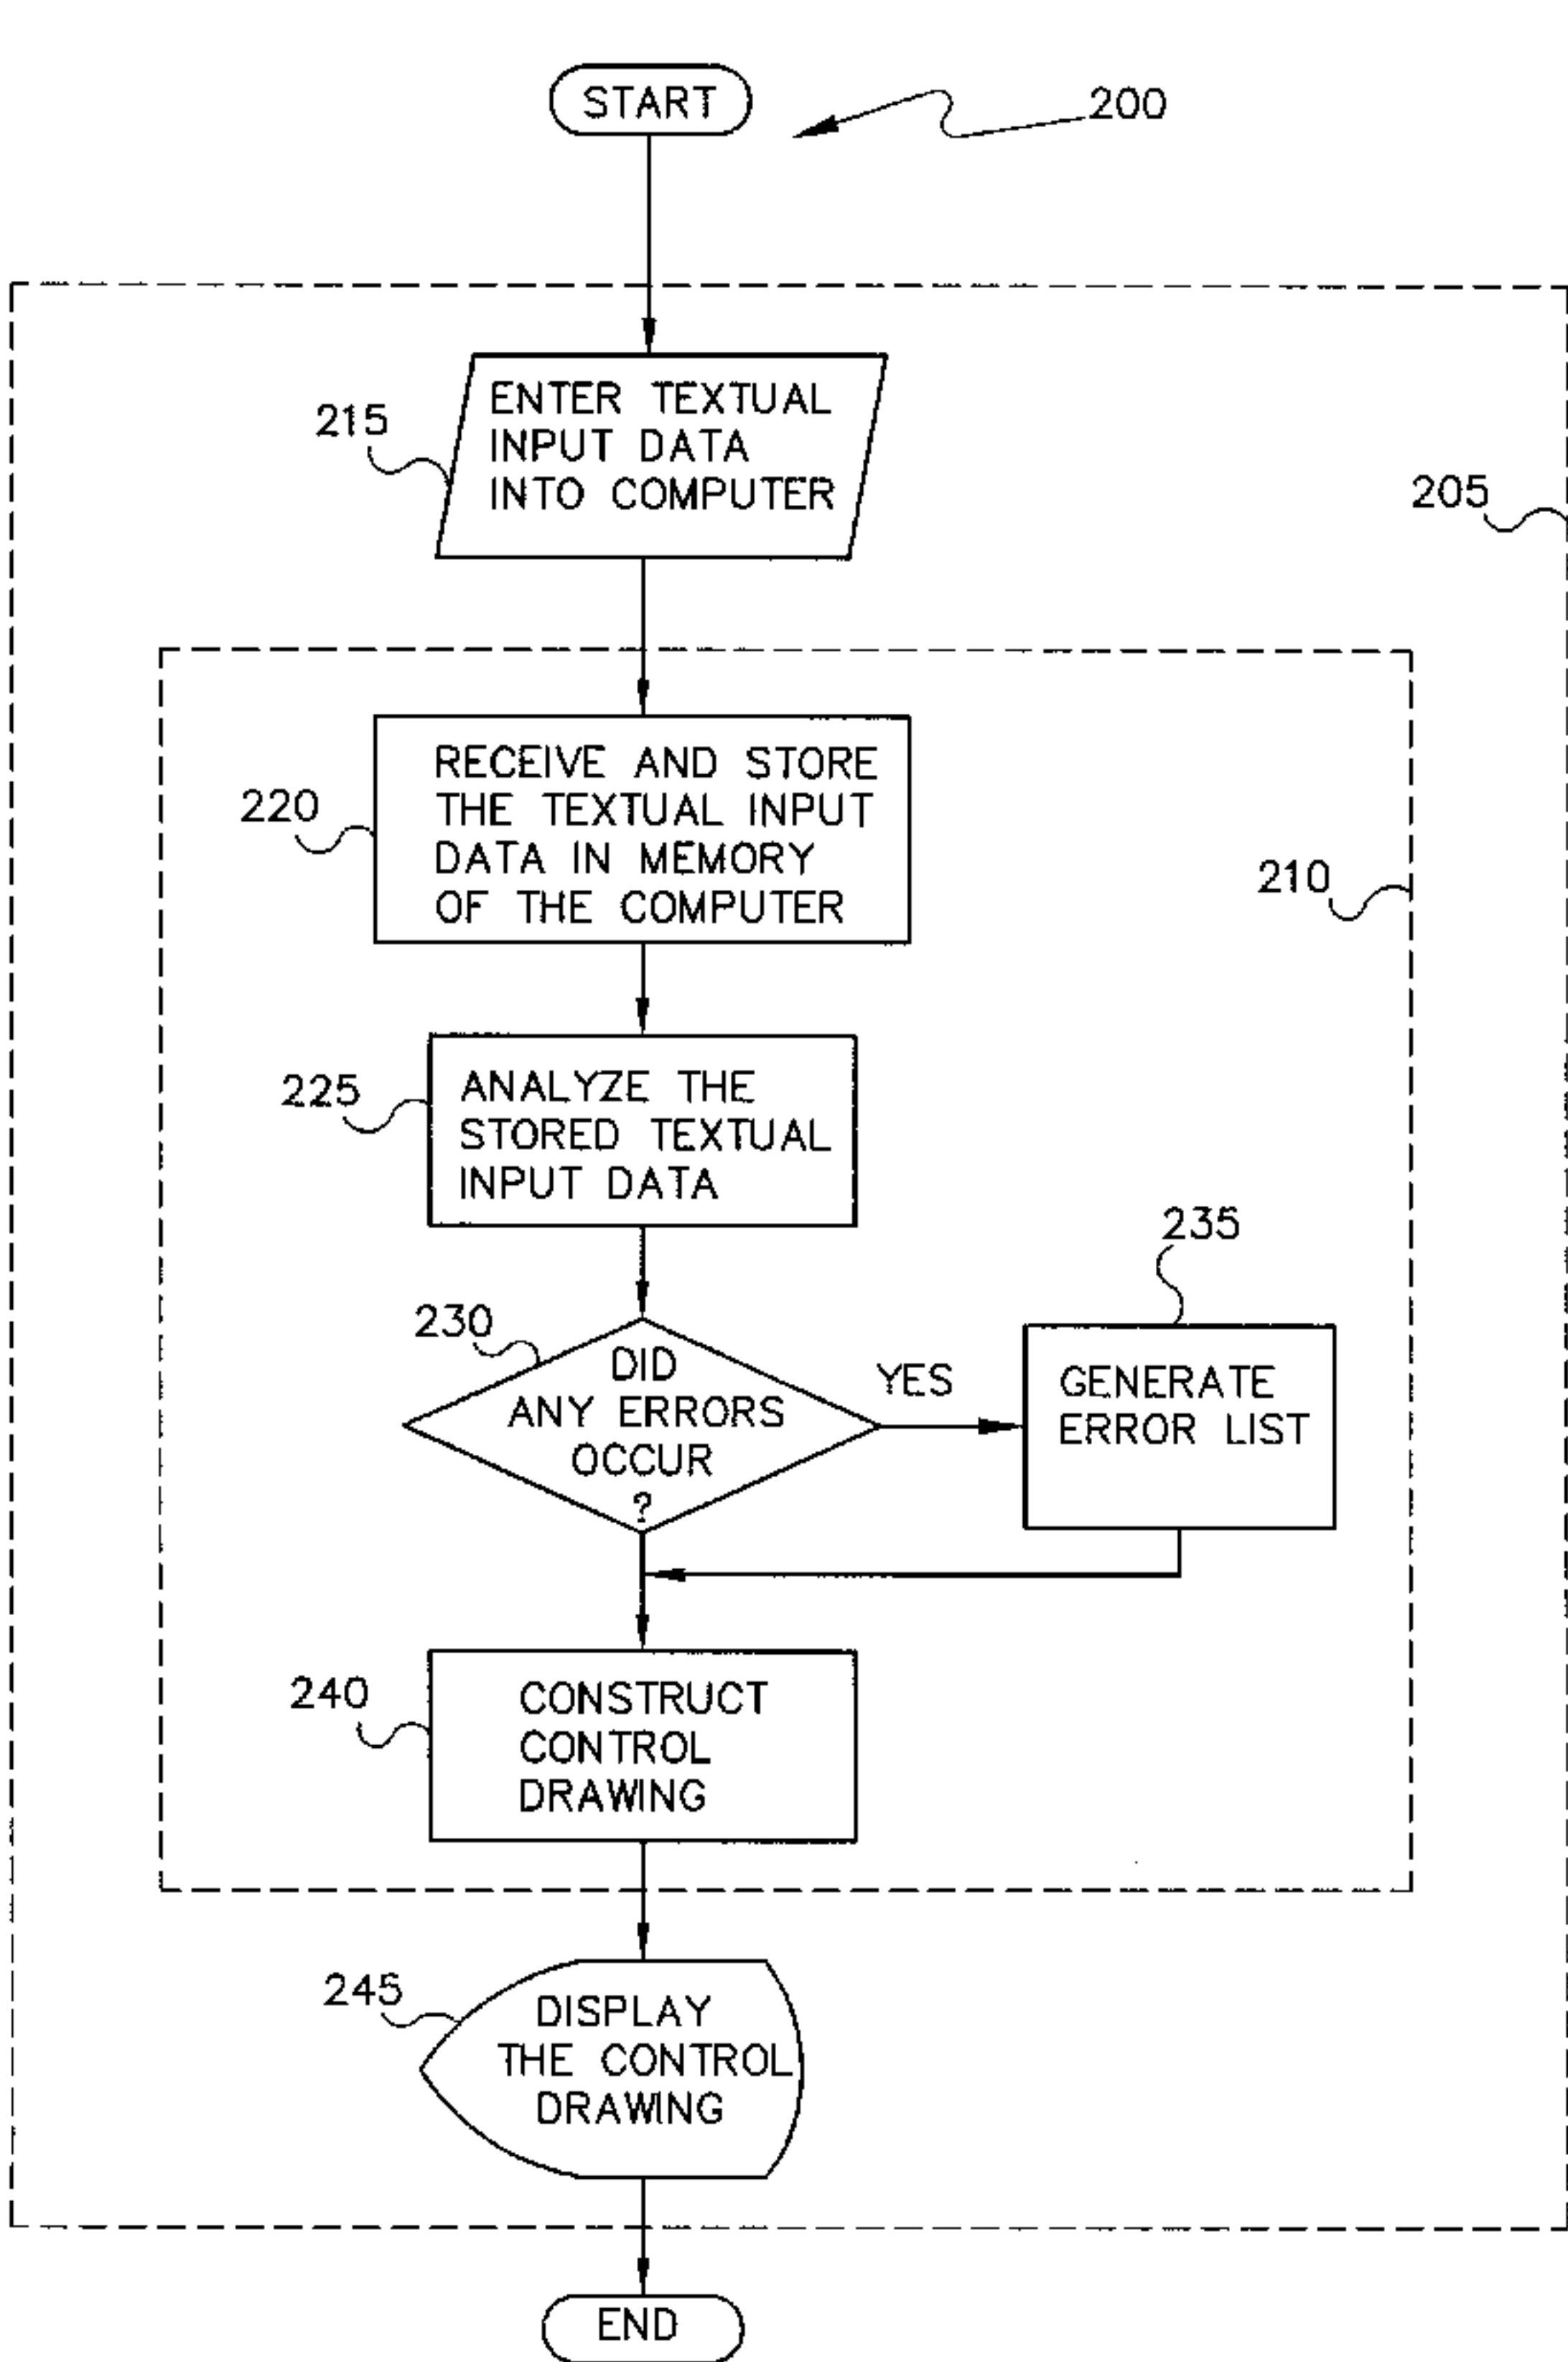 START
200
ENTER TEXTUAL
INPUT DATA
INTO COMPUTER
215
205
RECEIVE AND STORE
THE TEXTUAL INPUT
DATA IN MEMORY
OF THE COMPUTER
220
210
ANALYZE THE
STORED TEXTUAL
INPUT DATA
225
235
230
DID
ANY ERRORS
OCCUR
?
YES
GENERATE
ERROR LIST
240
CONSTRUCT
CONTROL
DRAWING
245
DISPLAY
THE CONTROL
DRAWING
END